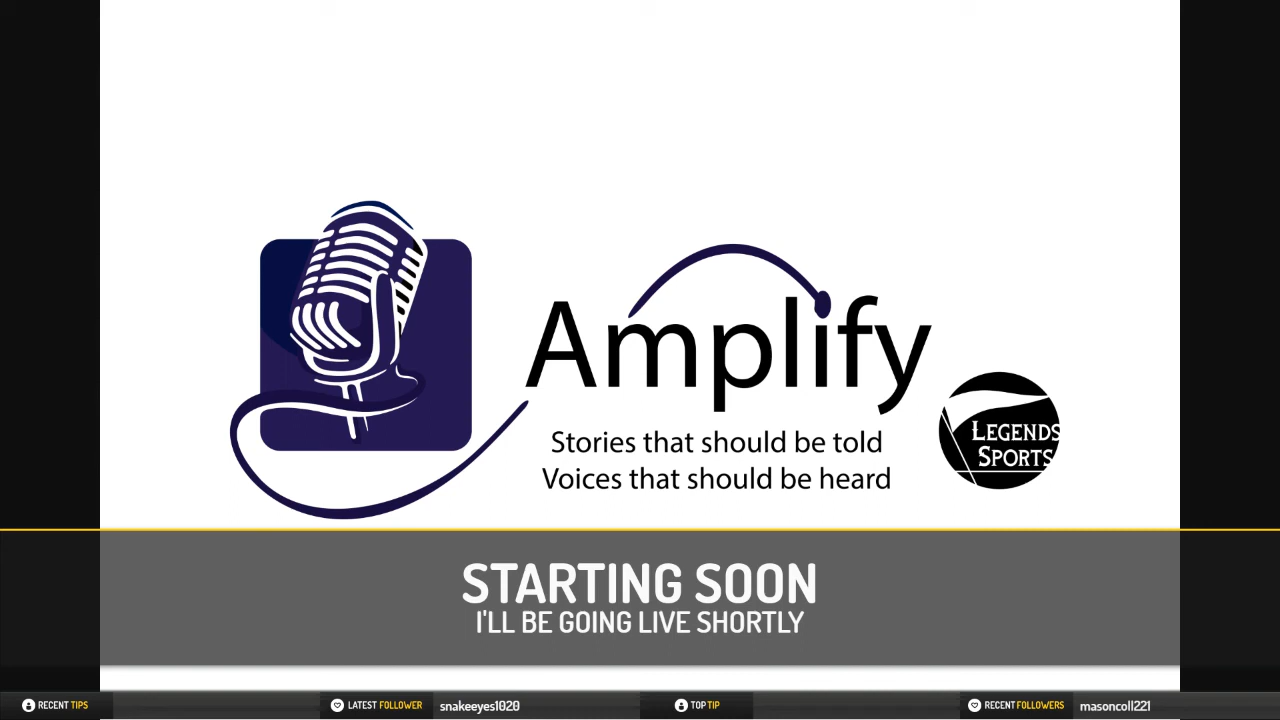 Amplify
Stories that should be told
Voices that should be heard
LEGENDS
SPORTS
STARTING SOON
I'LL BE GOING LIVE SHORTLY
RECENT TIPS
LATEST FOLLOWER snakeeyes1020
TOP TIP
RECENT FOLLOWERS masoncoll221